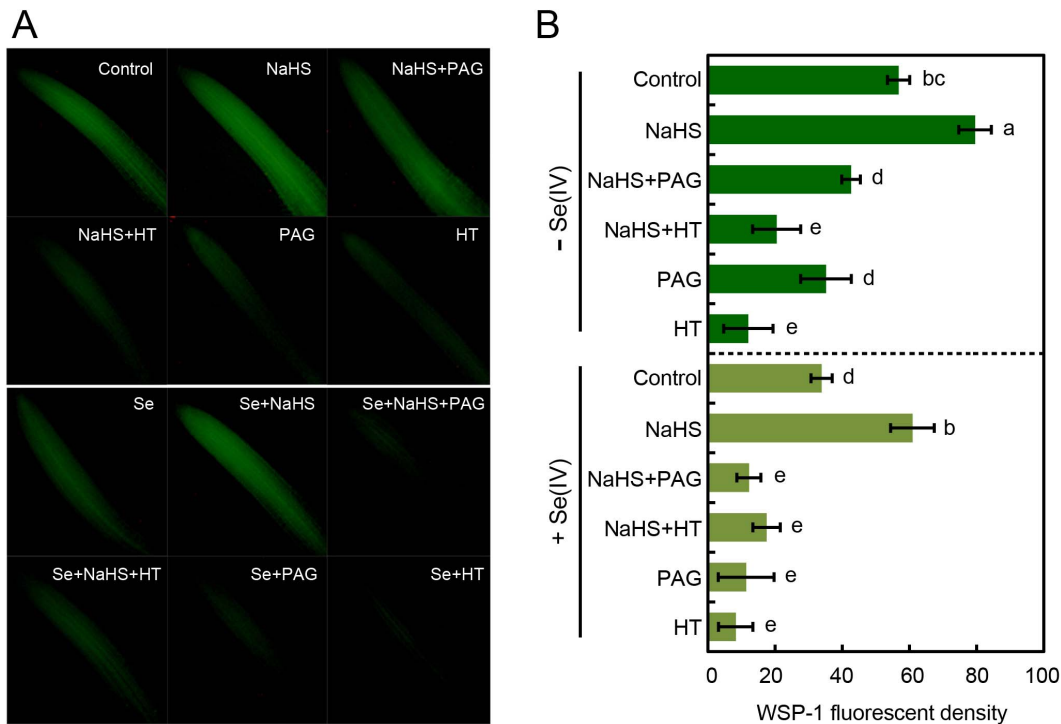 A
Control
NaHS
NaHS+PAG
NaHS+HT
PAG
HT
Se
Se+NaHS
Se+NaHS+PAG
Se+NaHS+HT
Se+PAG
Se+HT
B
− Se(IV)
Control
bc
NaHS
a
NaHS+PAG
d
NaHS+HT
e
PAG
d
HT
e
+ Se(IV)
Control
d
NaHS
b
NaHS+PAG
e
NaHS+HT
e
PAG
e
HT
e
0 20 40 60 80 100
WSP-1 fluorescent density